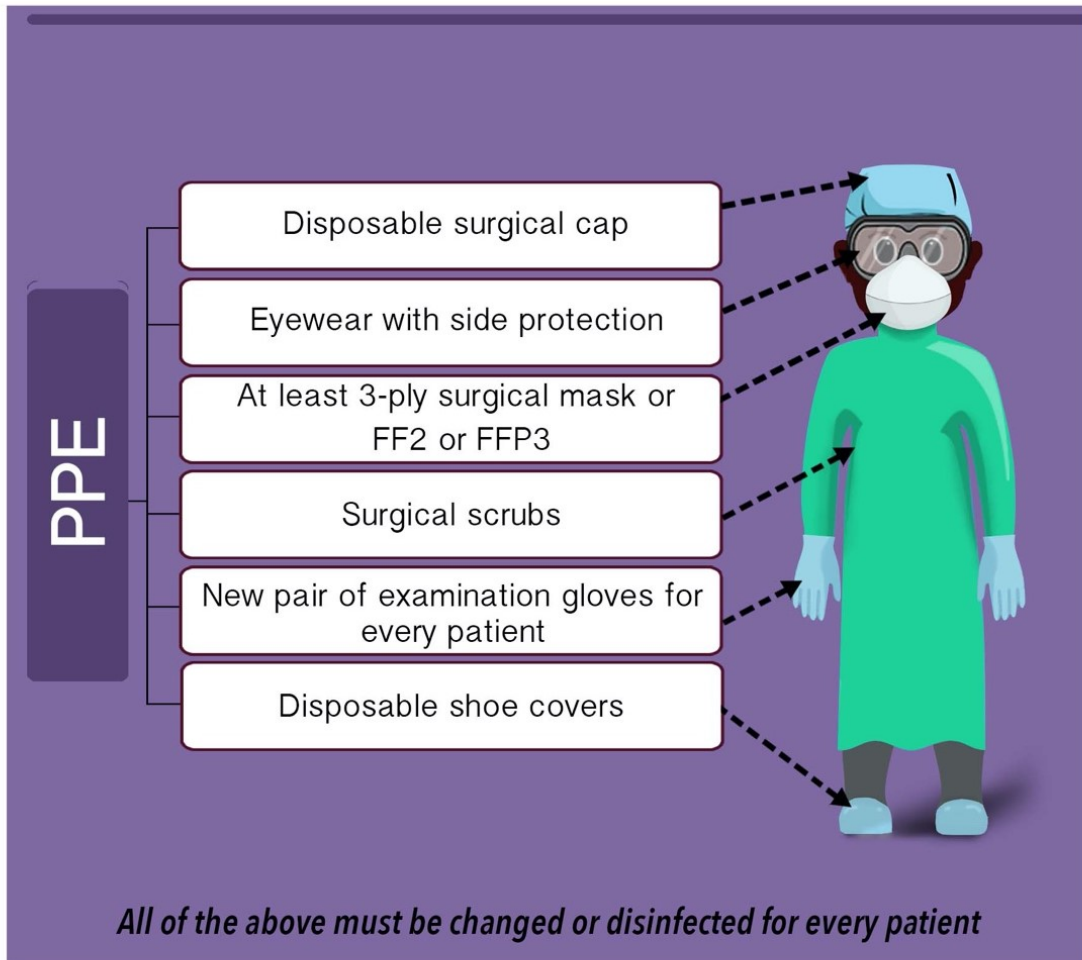 PPE
Disposable surgical cap
Eyewear with side protection
At least 3-ply surgical mask or
FF2 or FFP3
Surgical scrubs
New pair of examination gloves for
every patient
Disposable shoe covers
All of the above must be changed or disinfected for every patient